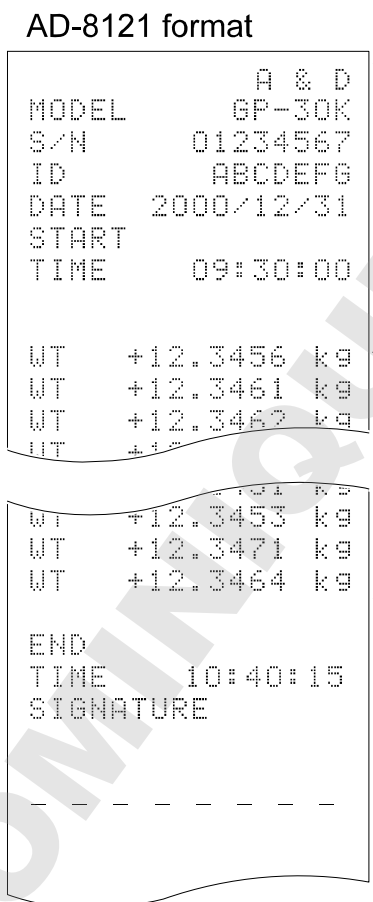 AD-8121 format
A & D
MODEL GP-30K
S/N 01234567
ID ABCDEFG
DATE 2000/12/31
START
TIME 09:30:00
WT +12.3456 kg
WT +12.3461 kg
WT +12.3462 kg
WT
WT +12.3453 kg
WT +12.3471 kg
WT +12.3464 kg
END
TIME 10:40:15
SIGNATURE
_ _ _ _ _ _ _ _